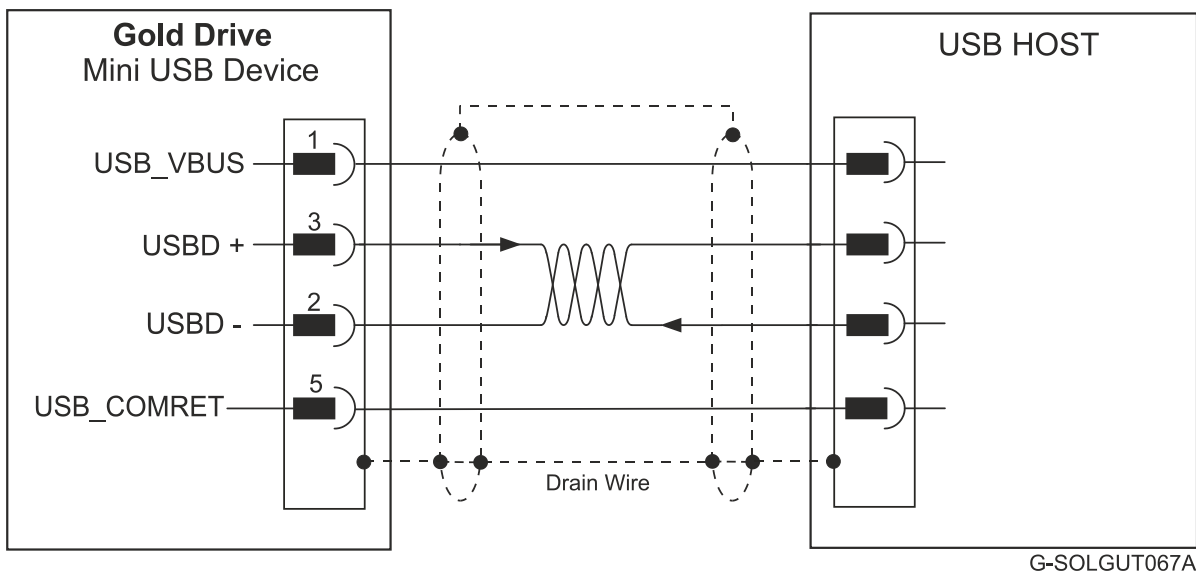 Gold Drive
Mini USB Device
USB HOST
1
USB_VBUS
3
USBD +
2
USBD -
5
USB_COMRET
Drain Wire
G-SOLGUT067A